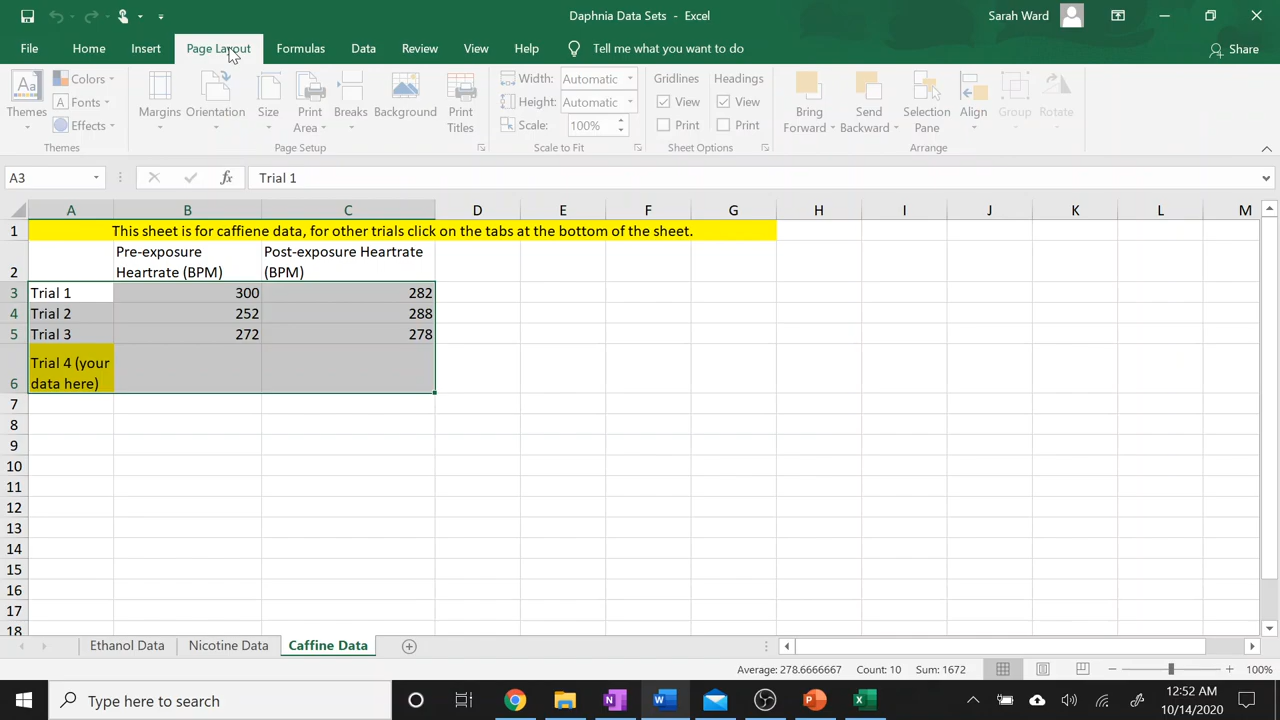 Daphnia Data Sets - Excel
Sarah Ward
File Home Insert Page Layout Formulas Data Review View Help Tell me what you want to do Share
Themes
Colors
Fonts
Effects
Themes
Margins
Orientation
Size
Print Area
Breaks
Background
Print Titles
Page Setup
Width: Automatic
Height: Automatic
Scale: 100%
Scale to Fit
Gridlines
View
Print
Headings
View
Print
Sheet Options
Bring Forward
Send Backward
Selection Pane
Align
Group
Rotate
Arrange
A3 fx Trial 1
A B C D E F G H I J K L M
1 This sheet is for caffiene data, for other trials click on the tabs at the bottom of the sheet.
Pre-exposure Post-exposure Heartrate
2 Heartrate (BPM) (BPM)
3 Trial 1 300 282
4 Trial 2 252 288
5 Trial 3 272 278
Trial 4 (your
6 data here)
7
8
9
10
11
12
13
14
15
16
17
18
Ethanol Data Nicotine Data Caffine Data
Average: 278.6666667 Count: 10 Sum: 1672 100%
Type here to search
12:52 AM
10/14/2020